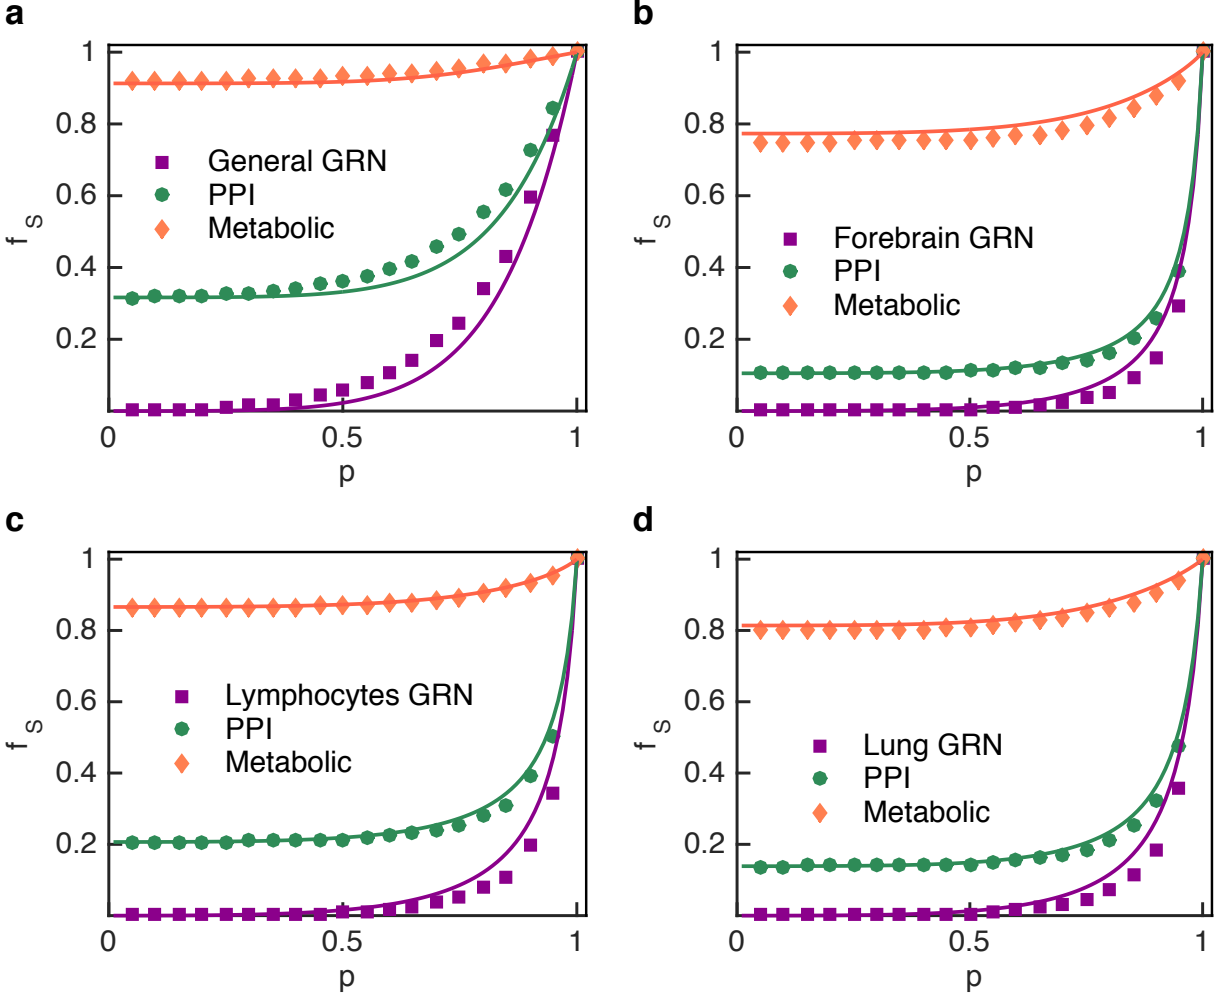 a
1
0.8
0.6
0.4
0.2
f S
General GRN
PPI
Metabolic
0
0.5
1
p
b
1
0.8
0.6
0.4
0.2
f S
Forebrain GRN
PPI
Metabolic
0
0.5
1
p
c
1
0.8
0.6
0.4
0.2
f S
Lymphocytes GRN
PPI
Metabolic
0
0.5
1
p
d
1
0.8
0.6
0.4
0.2
f S
Lung GRN
PPI
Metabolic
0
0.5
1
p